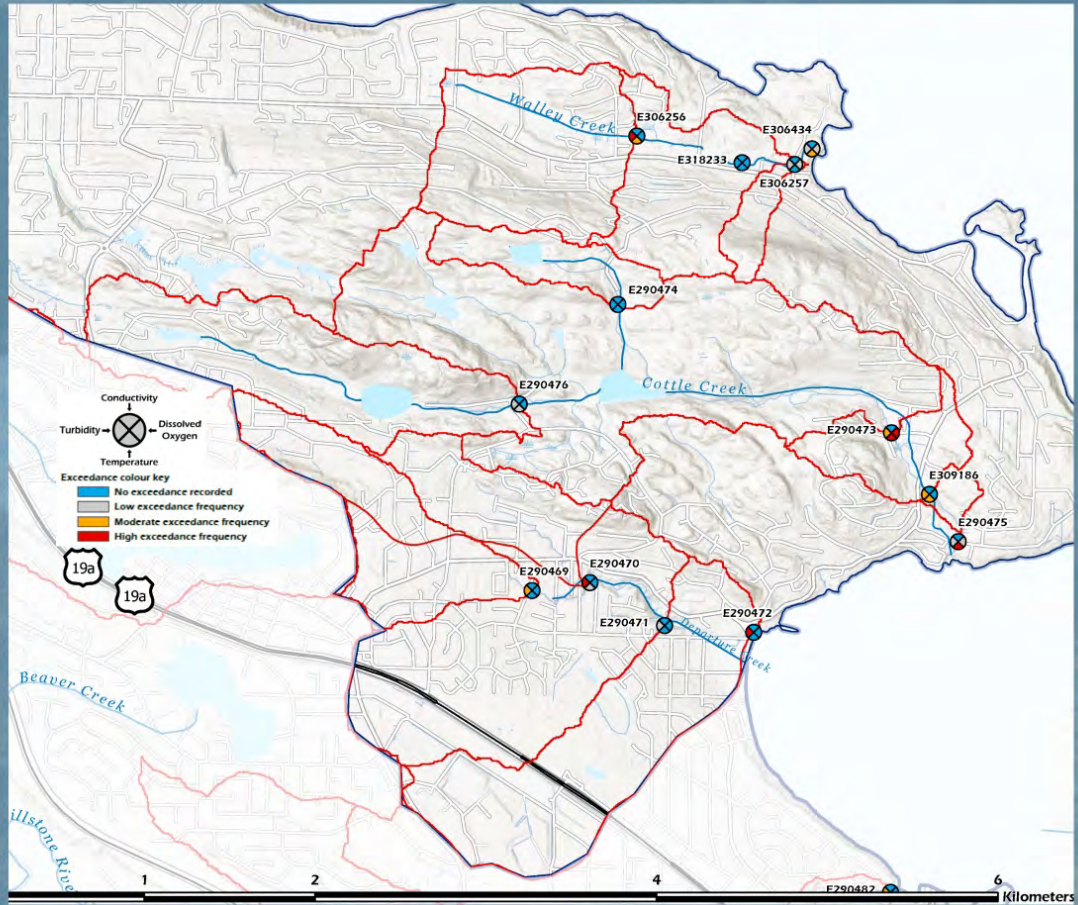 Walley Creek
E306256
E306434
E318233
E306257
E290474
E290476
Cottle Creek
E290473
E309186
E290475
Conductivity
Turbidity
Dissolved
Oxygen
Temperature
Exceedance colour key
No exceedance recorded
Low exceedance frequency
Moderate exceedance frequency
High exceedance frequency
19a
19a
E290469
E290470
E290471
E290472
Departure Creek
Beaver Creek
illstone River
E290482
1
2
4
6
Kilometers